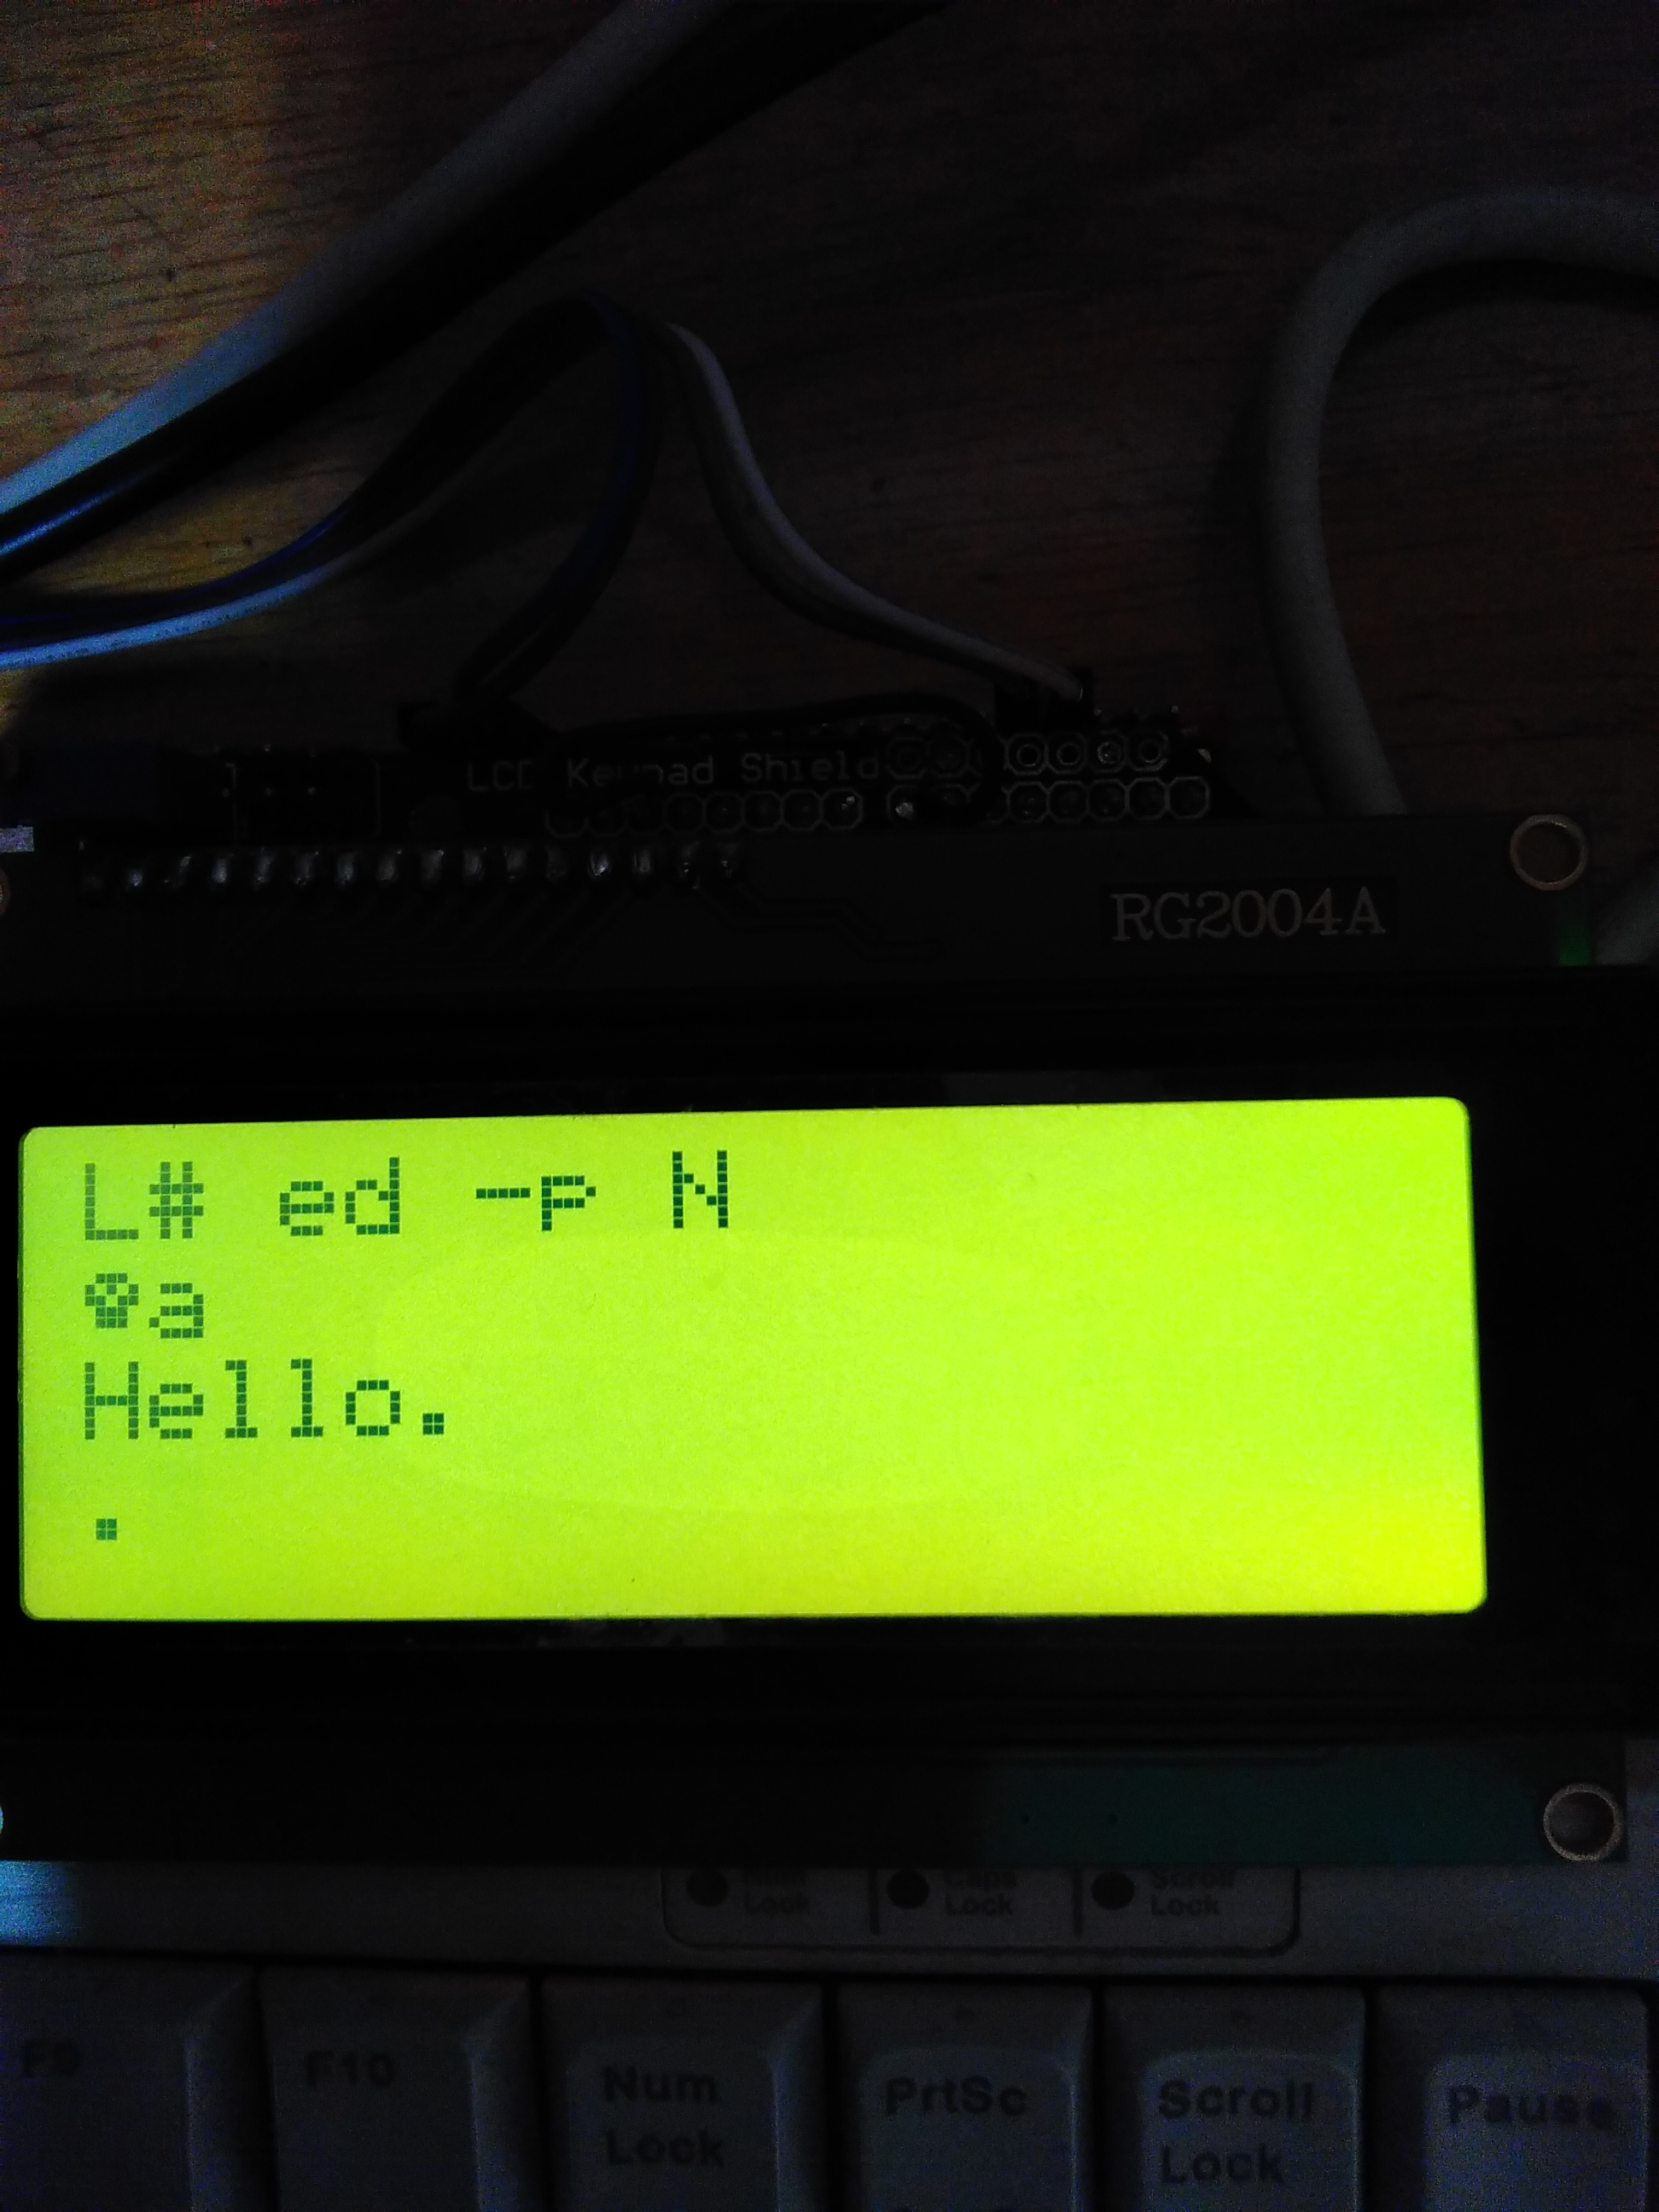 LCD Keypad Shield
RG2004A
L# ed -p N
a
Hello.
.
Num Lock
Caps Lock
Scroll Lock
F9
F10
Num Lock
PrtSc
Scroll Lock
Pause